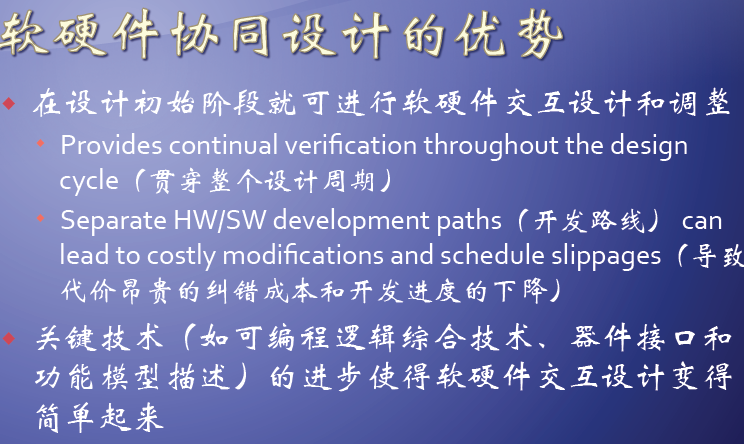 软硬件协同设计的优势
在设计初始阶段就可进行软硬件交互设计和调整
Provides continual verification throughout the design
cycle（贯穿整个设计周期）
Separate HW/SW development paths（开发路线） can
lead to costly modifications and schedule slippages（导致
代价昂贵的纠错成本和开发进度的下降）
关键技术（如可编程逻辑综合技术、器件接口和
功能模型描述）的进步使得软硬件交互设计变得
简单起来